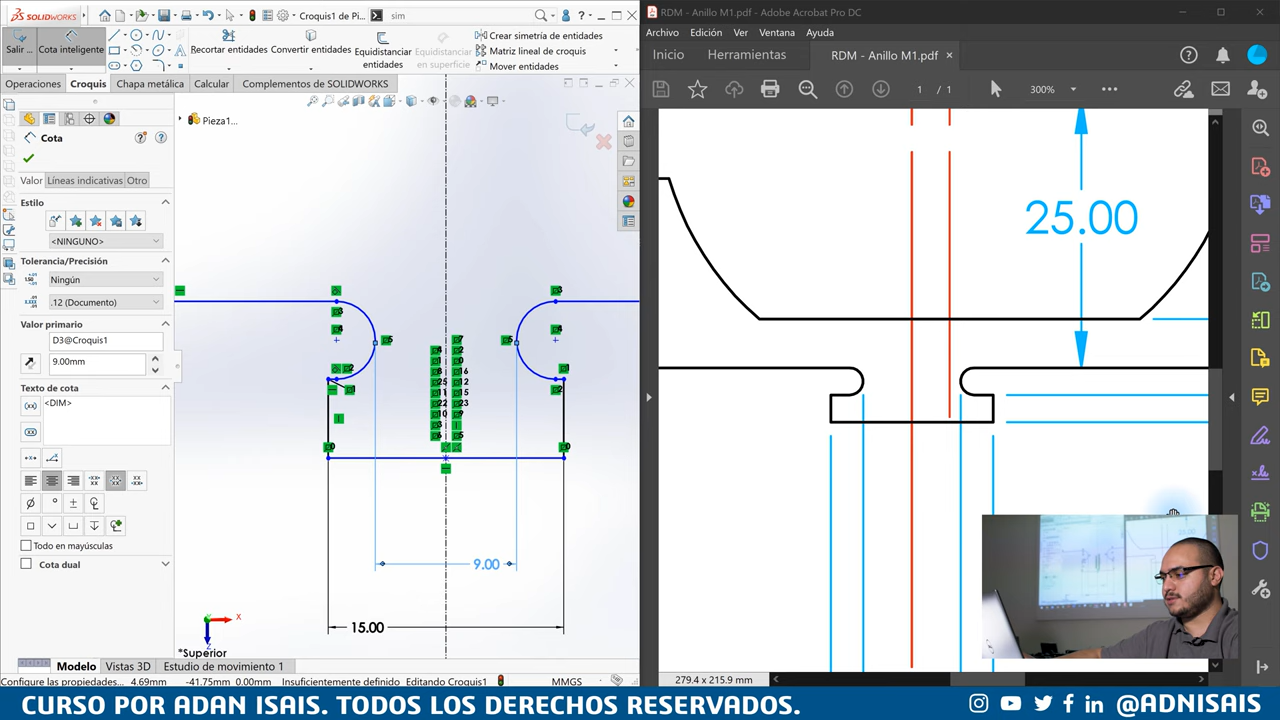 SOLIDWORKS
Croquis1 de Pi...
sim
Salir ...
Cota inteligente
Recortar entidades
Convertir entidades
Equidistanciar entidades
Equidistanciar en superficie
Crear simetría de entidades
Matriz lineal de croquis
Mover entidades
Operaciones
Croquis
Chapa metálica
Calcular
Complementos de SOLIDWORKS
Pieza1...
Cota
Valor
Líneas indicativas
Otro
Estilo
<NINGUNO>
Tolerancia/Precisión
Ningún
.12 (Documento)
Valor primario
D3@Croquis1
9.00mm
Texto de cota
<DIM>
Todo en mayúsculas
Cota dual
9.00
15.00
X
*Superior
Modelo
Vistas 3D
Estudio de movimiento 1
Configure las propiedades...
4.69mm
-41.75mm
0.00mm
Insuficientemente definido
Editando Croquis1
MMGS
RDM - Anillo M1.pdf - Adobe Acrobat Pro DC
Archivo
Edición
Ver
Ventana
Ayuda
Inicio
Herramientas
RDM - Anillo M1.pdf
1 / 1
300%
25.00
279.4 x 215.9 mm
CURSO POR ADAN ISAIS. TODOS LOS DERECHOS RESERVADOS.
@ADNISAIS